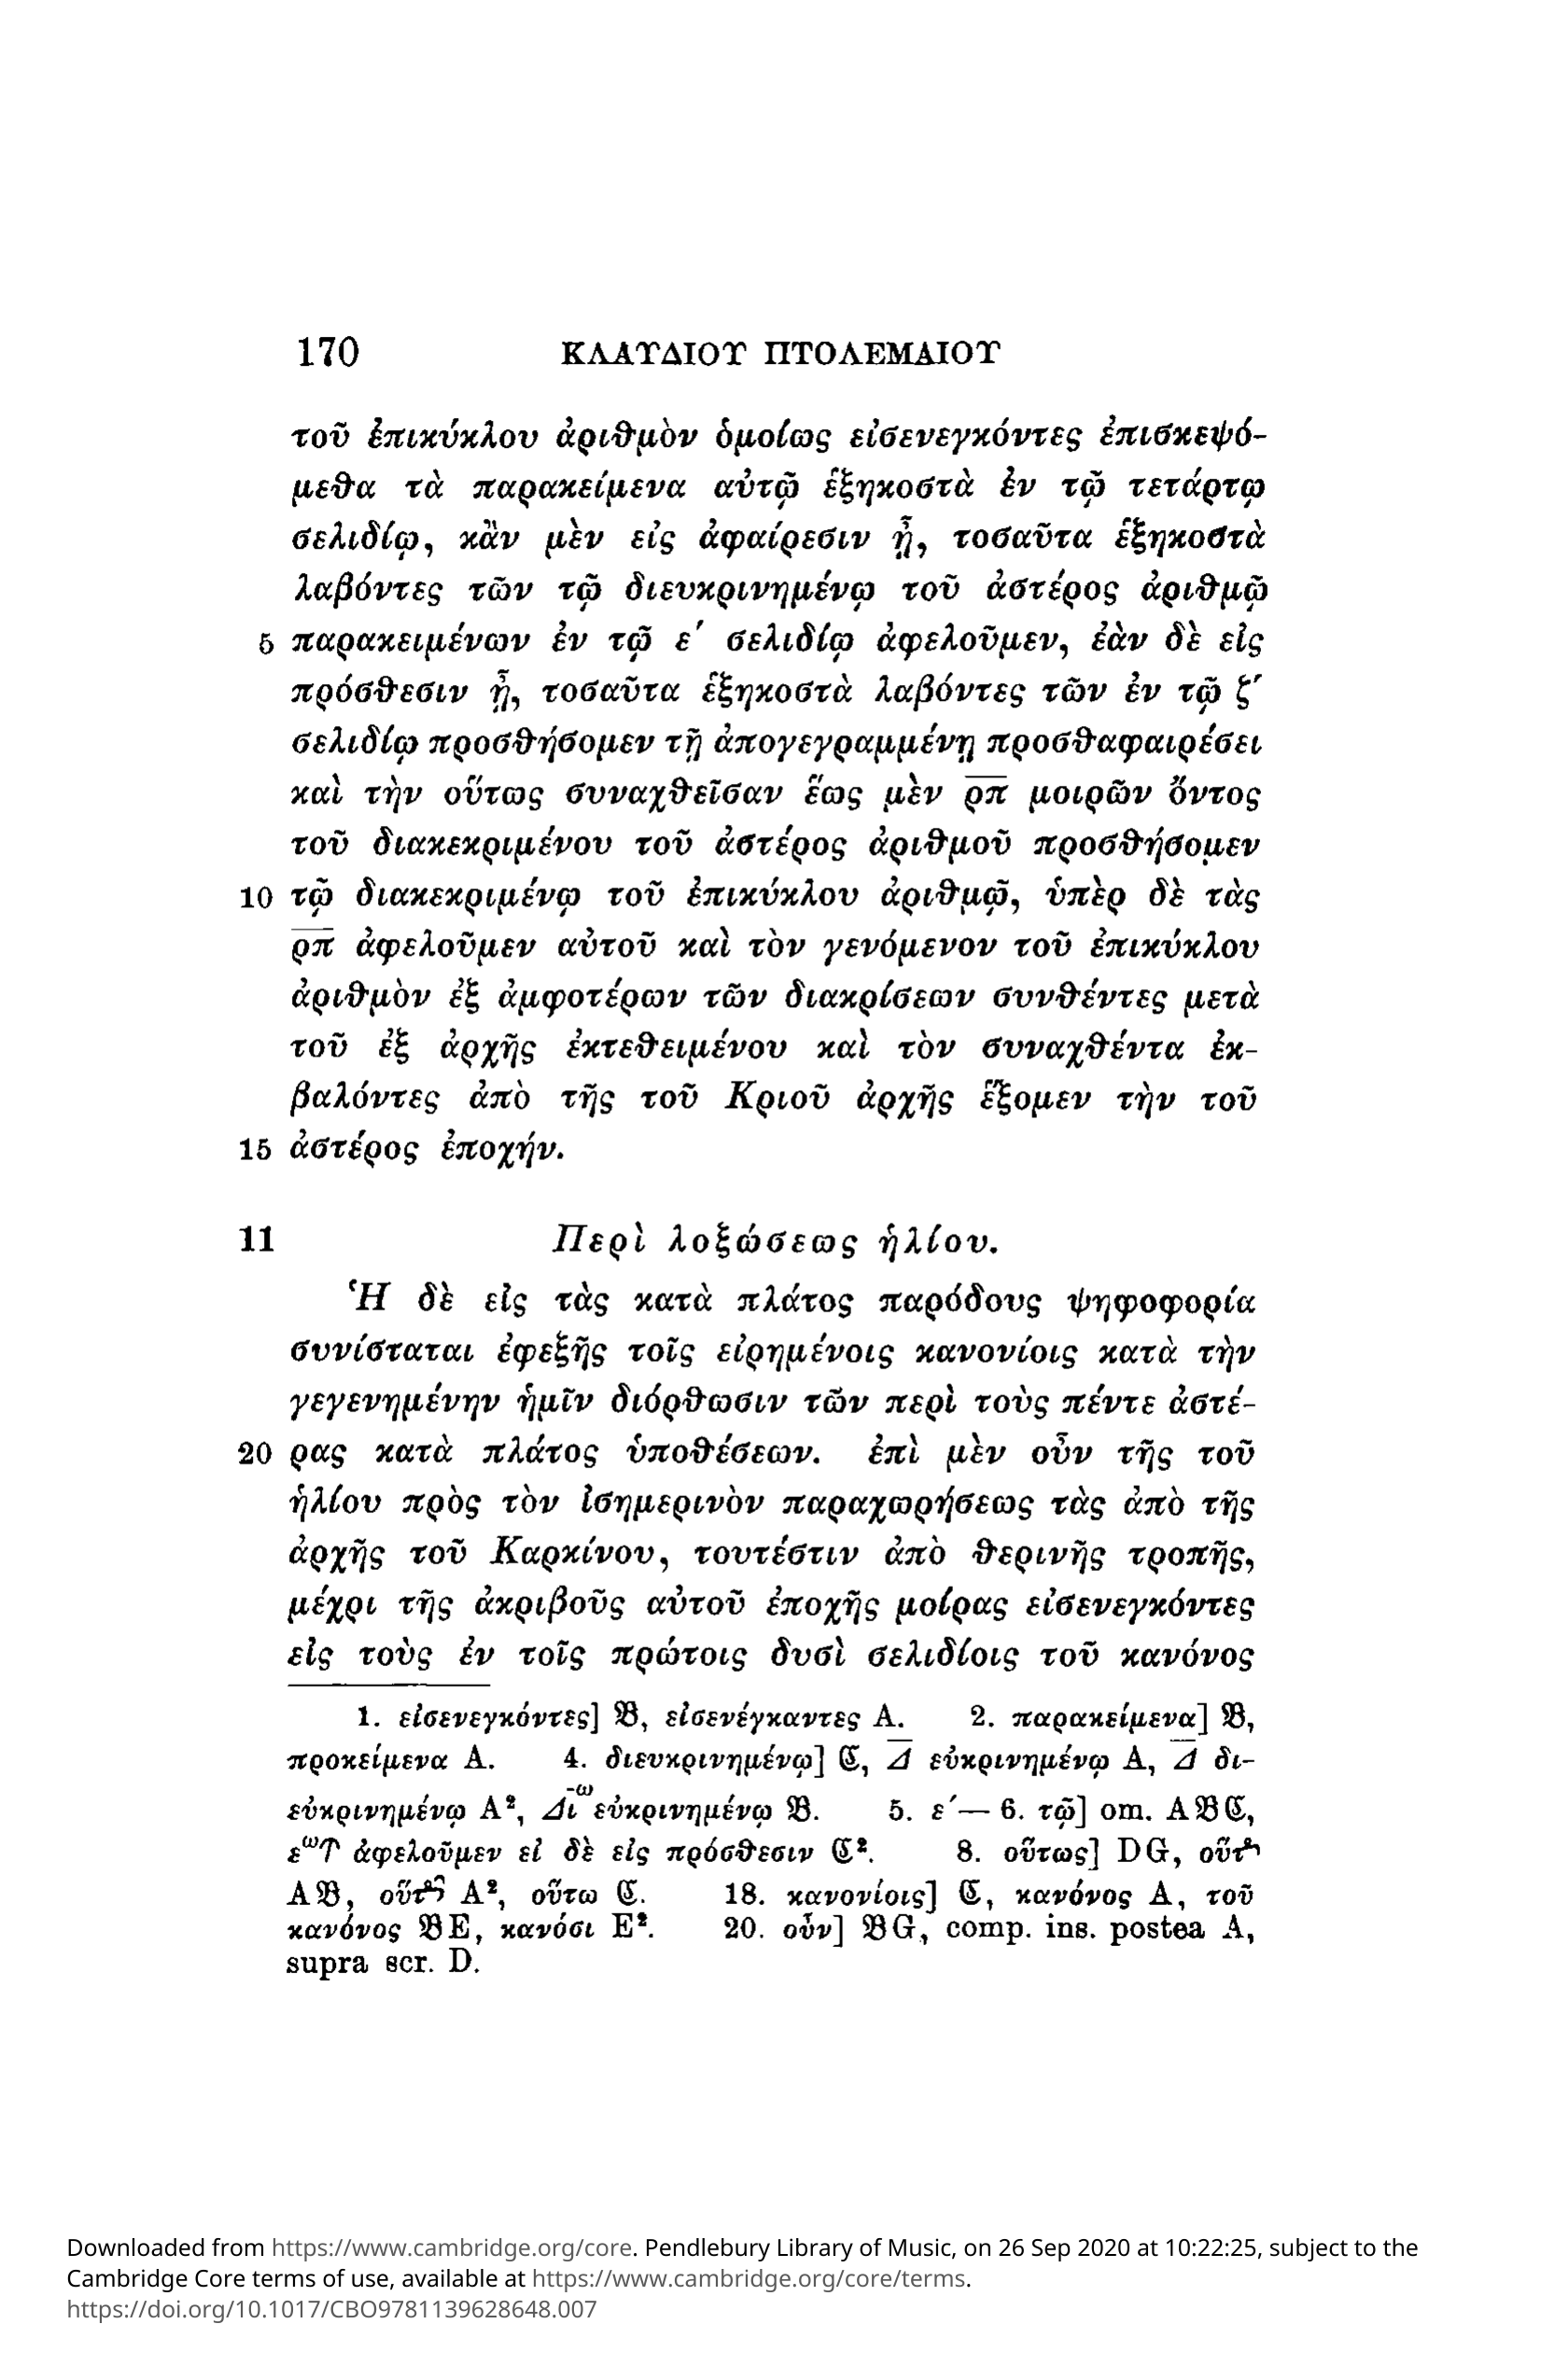 170 ΚΛΑΥΔΙΟΥ ΠΤΟΛΕΜΑΙΟΥ
τοῦ ἐπικύκλου ἀριθμὸν ὁμοίως εἰσενεγκόντες ἐπισκεψό-
μεθα τὰ παρακείμενα αὐτῷ ἑξηκοστὰ ἐν τῷ τετάρτῳ
σελιδίῳ, κἂν μὲν εἰς ἀφαίρεσιν ᾖ, τοσαῦτα ἑξηκοστὰ
λαβόντες τῶν τῷ διευκρινημένῳ τοῦ ἀστέρος ἀριθμῷ
5 παρακειμένων ἐν τῷ ε′ σελιδίῳ ἀφελοῦμεν, ἐὰν δὲ εἰς
πρόσθεσιν ᾖ, τοσαῦτα ἑξηκοστὰ λαβόντες τῶν ἐν τῷ ζ′
σελιδίῳ προσθήσομεν τῇ ἀπογεγραμμένῃ προσθαφαιρέσει
καὶ τὴν οὕτως συναχθεῖσαν ἕως μὲν ρ̅π̅ μοιρῶν ὄντος
τοῦ διακεκριμένου τοῦ ἀστέρος ἀριθμοῦ προσθήσομεν
10 τῷ διακεκριμένῳ τοῦ ἐπικύκλου ἀριθμῷ, ὑπὲρ δὲ τὰς
ρ̅π̅ ἀφελοῦμεν αὐτοῦ καὶ τὸν γενόμενον τοῦ ἐπικύκλου
ἀριθμὸν ἐξ ἀμφοτέρων τῶν διακρίσεων συνθέντες μετὰ
τοῦ ἐξ ἀρχῆς ἐκτεθειμένου καὶ τὸν συναχθέντα ἐκ-
βαλόντες ἀπὸ τῆς τοῦ Κριοῦ ἀρχῆς ἕξομεν τὴν τοῦ
15 ἀστέρος ἐποχήν.
11 Περὶ λοξώσεως ἡλίου.
Ἡ δὲ εἰς τὰς κατὰ πλάτος παρόδους ψηφοφορία
συνίσταται ἐφεξῆς τοῖς εἰρημένοις κανονίοις κατὰ τὴν
γεγενημένην ἡμῖν διόρθωσιν τῶν περὶ τοὺς πέντε ἀστέ-
20 ρας κατὰ πλάτος ὑποθέσεων. ἐπὶ μὲν οὖν τῆς τοῦ
ἡλίου πρὸς τὸν ἰσημερινὸν παραχωρήσεως τὰς ἀπὸ τῆς
ἀρχῆς τοῦ Καρκίνου, τουτέστιν ἀπὸ θερινῆς τροπῆς,
μέχρι τῆς ἀκριβοῦς αὐτοῦ ἐποχῆς μοίρας εἰσενεγκόντες
εἰς τοὺς ἐν τοῖς πρώτοις δυσὶ σελιδίοις τοῦ κανόνος
1. εἰσενεγκόντες] 𝔅, εἰσενέγκαντες A. 2. παρακείμενα] 𝔅,
προκείμενα A. 4. διευκρινημένῳ] ℭ, Δ̅ εὐκρινημένῳ A, Δ̅ δι-
εὐκρινημένῳ A², εὐκρινημένῳ 𝔅. 5. ε′— 6. τῷ] om. A𝔅ℭ,
ἀφελοῦμεν εἰ δὲ εἰς πρόσθεσιν ℭ². 8. οὕτως] DG,
A𝔅, A², οὕτω ℭ. 18. κανονίοις] ℭ, κανόνος A, τοῦ
κανόνος 𝔅E, κανόσι E². 20. οὖν] 𝔅G, comp. ins. postea A,
supra scr. D.
Downloaded from https://www.cambridge.org/core. Pendlebury Library of Music, on 26 Sep 2020 at 10:22:25, subject to the
Cambridge Core terms of use, available at https://www.cambridge.org/core/terms.
https://doi.org/10.1017/CBO9781139628648.007